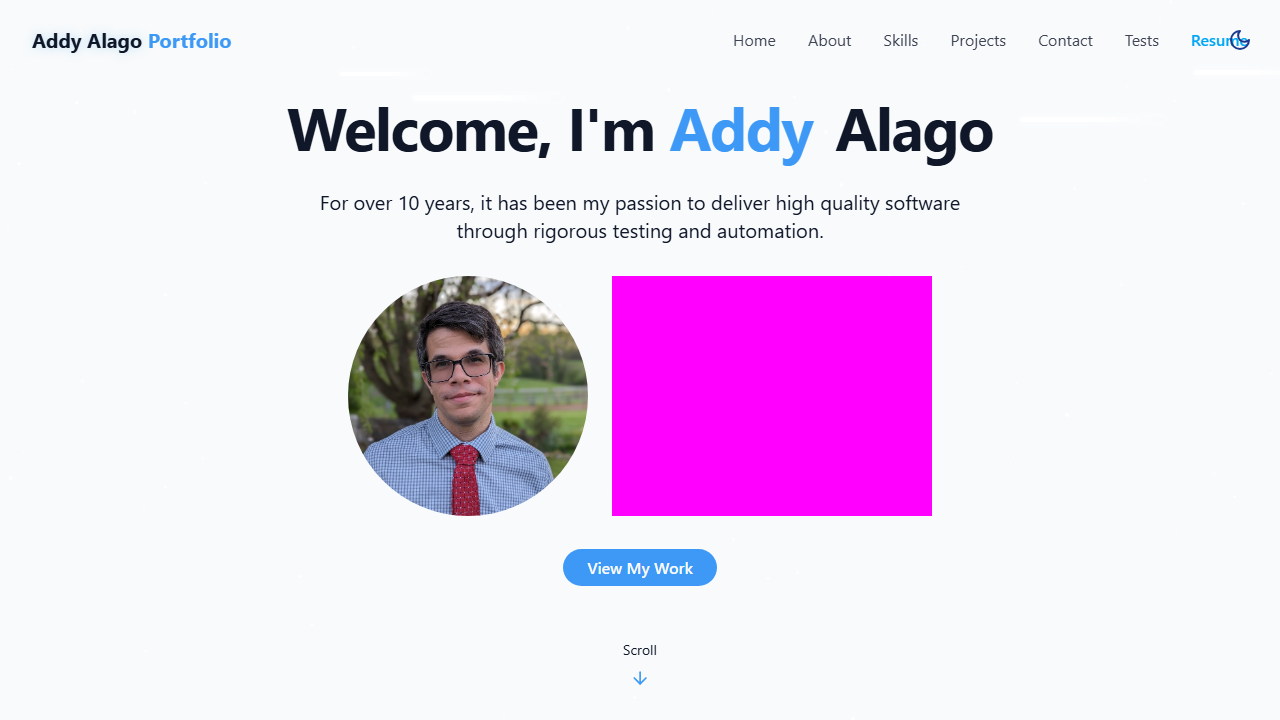 Addy Alago Portfolio
Home
About
Skills
Projects
Contact
Tests
Resume
Welcome, I'm Addy Alago
For over 10 years, it has been my passion to deliver high quality software
through rigorous testing and automation.
View My Work
Scroll